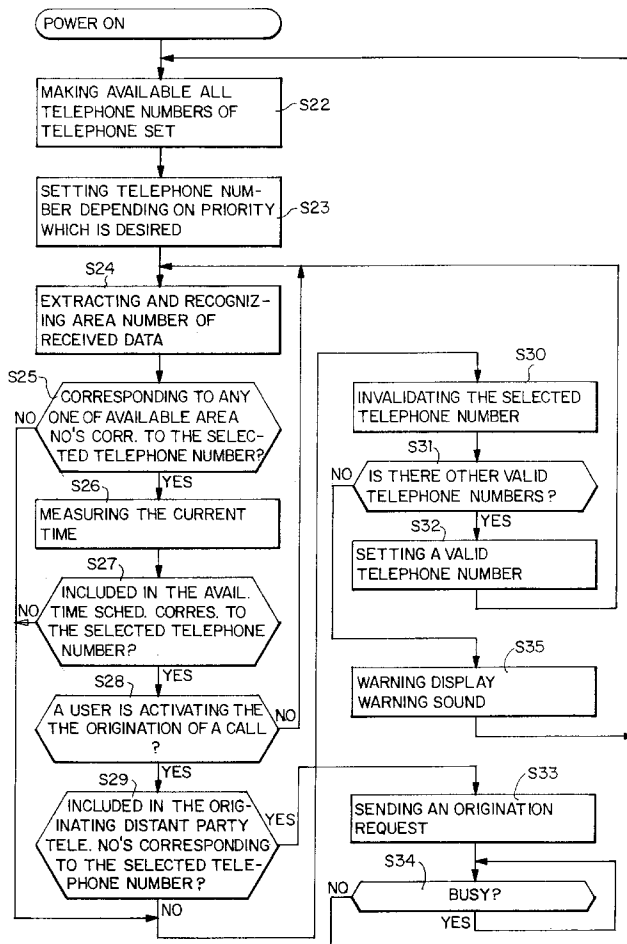 POWER ON
MAKING AVAILABLE ALL
TELEPHONE NUMBERS OF
TELEPHONE SET
S22
SETTING TELEPHONE NUM-
BER DEPENDING ON PRIORITY
WHICH IS DESIRED
S23
S24
EXTRACTING AND RECOGNIZ-
ING AREA NUMBER OF
RECEIVED DATA
S25
CORRESPONDING TO ANY
ONE OF AVAILABLE AREA
NO'S CORR. TO THE SELEC-
TED TELEPHONE NUMBER?
NO
YES
S26
MEASURING THE CURRENT
TIME
S27
INCLUDED IN THE AVAIL.
TIME SCHED. CORRES. TO
THE SELECTED TELEPHONE
NUMBER?
NO
YES
S28
A USER IS ACTIVATING THE
THE ORIGINATION OF A CALL
?
NO
YES
S29
INCLUDED IN THE ORIG-
INATING DISTANT PARTY
TELE. NO'S CORRESPONDING
TO THE SELECTED TELE-
PHONE NUMBER?
YES
NO
S30
INVALIDATING THE SELECTED
TELEPHONE NUMBER
S31
IS THERE OTHER VALID
TELEPHONE NUMBERS?
NO
YES
S32
SETTING A VALID
TELEPHONE NUMBER
S35
WARNING DISPLAY
WARNING SOUND
S33
SENDING AN ORIGINATION
REQUEST
S34
BUSY?
NO
YES